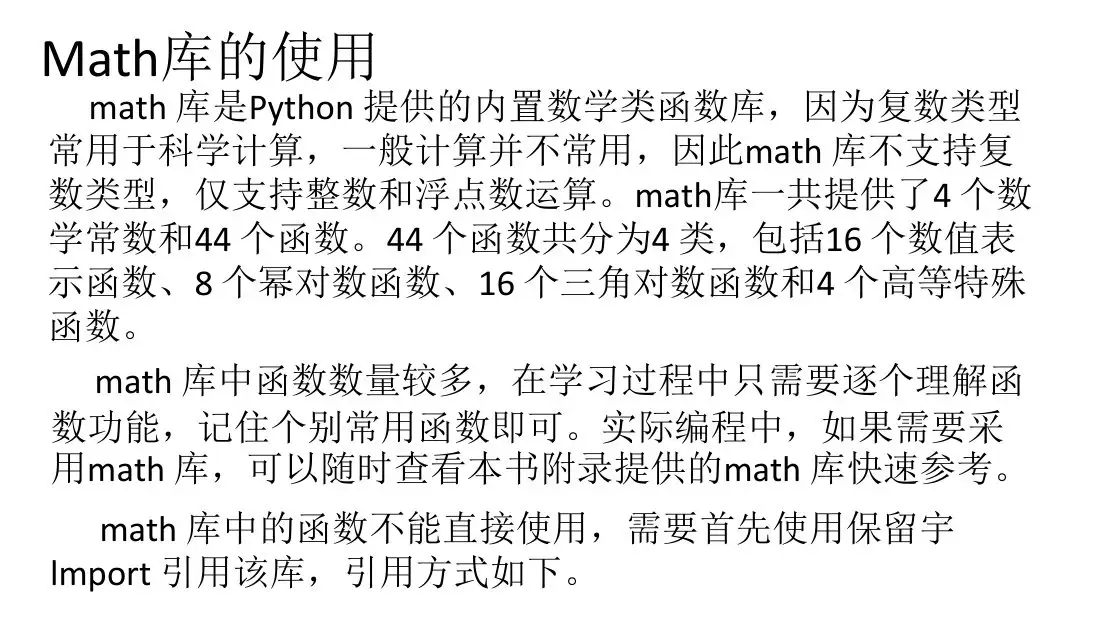 Math库的使用
math 库是Python 提供的内置数学类函数库，因为复数类型
常用于科学计算，一般计算并不常用，因此math 库不支持复
数类型，仅支持整数和浮点数运算。math库一共提供了4 个数
学常数和44 个函数。44 个函数共分为4 类，包括16 个数值表
示函数、8 个幂对数函数、16 个三角对数函数和4 个高等特殊
函数。
math 库中函数数量较多，在学习过程中只需要逐个理解函
数功能，记住个别常用函数即可。实际编程中，如果需要采
用math 库，可以随时查看本书附录提供的math 库快速参考。
math 库中的函数不能直接使用，需要首先使用保留宇
Import 引用该库，引用方式如下。